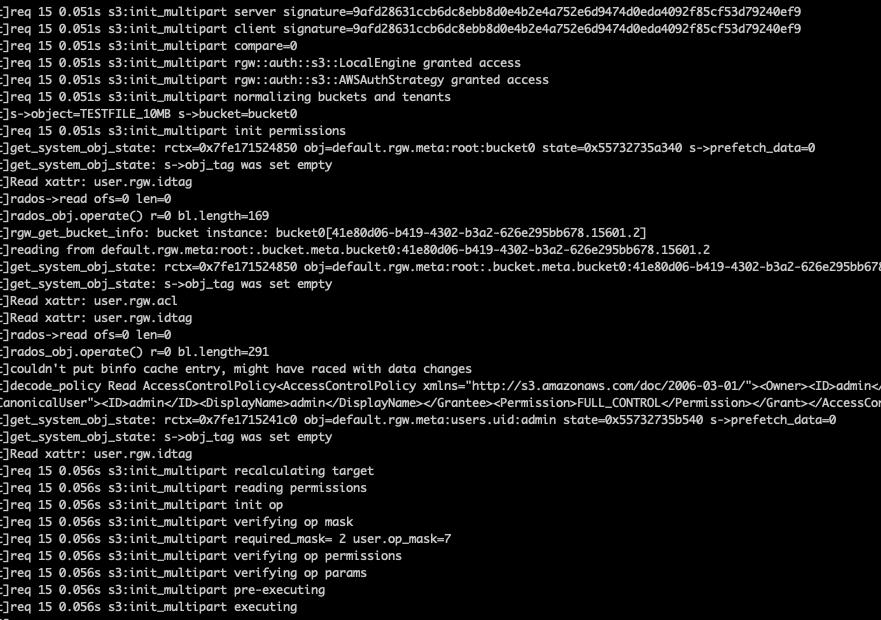 t]req 15 0.051s s3:init_multipart server signature=9afd28631ccb6dc8ebb8d0e4b2e4a752e6d9474d0eda4092f85cf53d79240ef9
t]req 15 0.051s s3:init_multipart client signature=9afd28631ccb6dc8ebb8d0e4b2e4a752e6d9474d0eda4092f85cf53d79240ef9
t]req 15 0.051s s3:init_multipart compare=0
t]req 15 0.051s s3:init_multipart rgw::auth::s3::LocalEngine granted access
t]req 15 0.051s s3:init_multipart rgw::auth::s3::AWSAuthStrategy granted access
t]req 15 0.051s s3:init_multipart normalizing buckets and tenants
t]s->object=TESTFILE_10MB s->bucket=bucket0
t]req 15 0.051s s3:init_multipart init permissions
t]get_system_obj_state: rctx=0x7fe171524850 obj=default.rgw.meta:root:bucket0 state=0x55732735a340 s->prefetch_data=0
t]get_system_obj_state: s->obj_tag was set empty
t]Read xattr: user.rgw.idtag
t]rados->read ofs=0 len=0
t]rados_obj.operate() r=0 bl.length=169
t]rgw_get_bucket_info: bucket instance: bucket0[41e80d06-b419-4302-b3a2-626e295bb678.15601.2]
t]reading from default.rgw.meta:root:.bucket.meta.bucket0:41e80d06-b419-4302-b3a2-626e295bb678.15601.2
t]get_system_obj_state: rctx=0x7fe171524850 obj=default.rgw.meta:root:.bucket.meta.bucket0:41e80d06-b419-4302-b3a2-626e295bb678
t]get_system_obj_state: s->obj_tag was set empty
t]Read xattr: user.rgw.acl
t]Read xattr: user.rgw.idtag
t]rados->read ofs=0 len=0
t]rados_obj.operate() r=0 bl.length=291
t]couldn't put binfo cache entry, might have raced with data changes
t]decode_policy Read AccessControlPolicy<AccessControlPolicy xmlns="http://s3.amazonaws.com/doc/2006-03-01/"><Owner><ID>admin</
CanonicalUser"><ID>admin</ID><DisplayName>admin</DisplayName></Grantee><Permission>FULL_CONTROL</Permission></Grant></AccessCon
t]get_system_obj_state: rctx=0x7fe1715241c0 obj=default.rgw.meta:users.uid:admin state=0x55732735b540 s->prefetch_data=0
t]get_system_obj_state: s->obj_tag was set empty
t]Read xattr: user.rgw.idtag
t]req 15 0.056s s3:init_multipart recalculating target
t]req 15 0.056s s3:init_multipart reading permissions
t]req 15 0.056s s3:init_multipart init op
t]req 15 0.056s s3:init_multipart verifying op mask
t]req 15 0.056s s3:init_multipart required_mask= 2 user.op_mask=7
t]req 15 0.056s s3:init_multipart verifying op permissions
t]req 15 0.056s s3:init_multipart verifying op params
t]req 15 0.056s s3:init_multipart pre-executing
t]req 15 0.056s s3:init_multipart executing